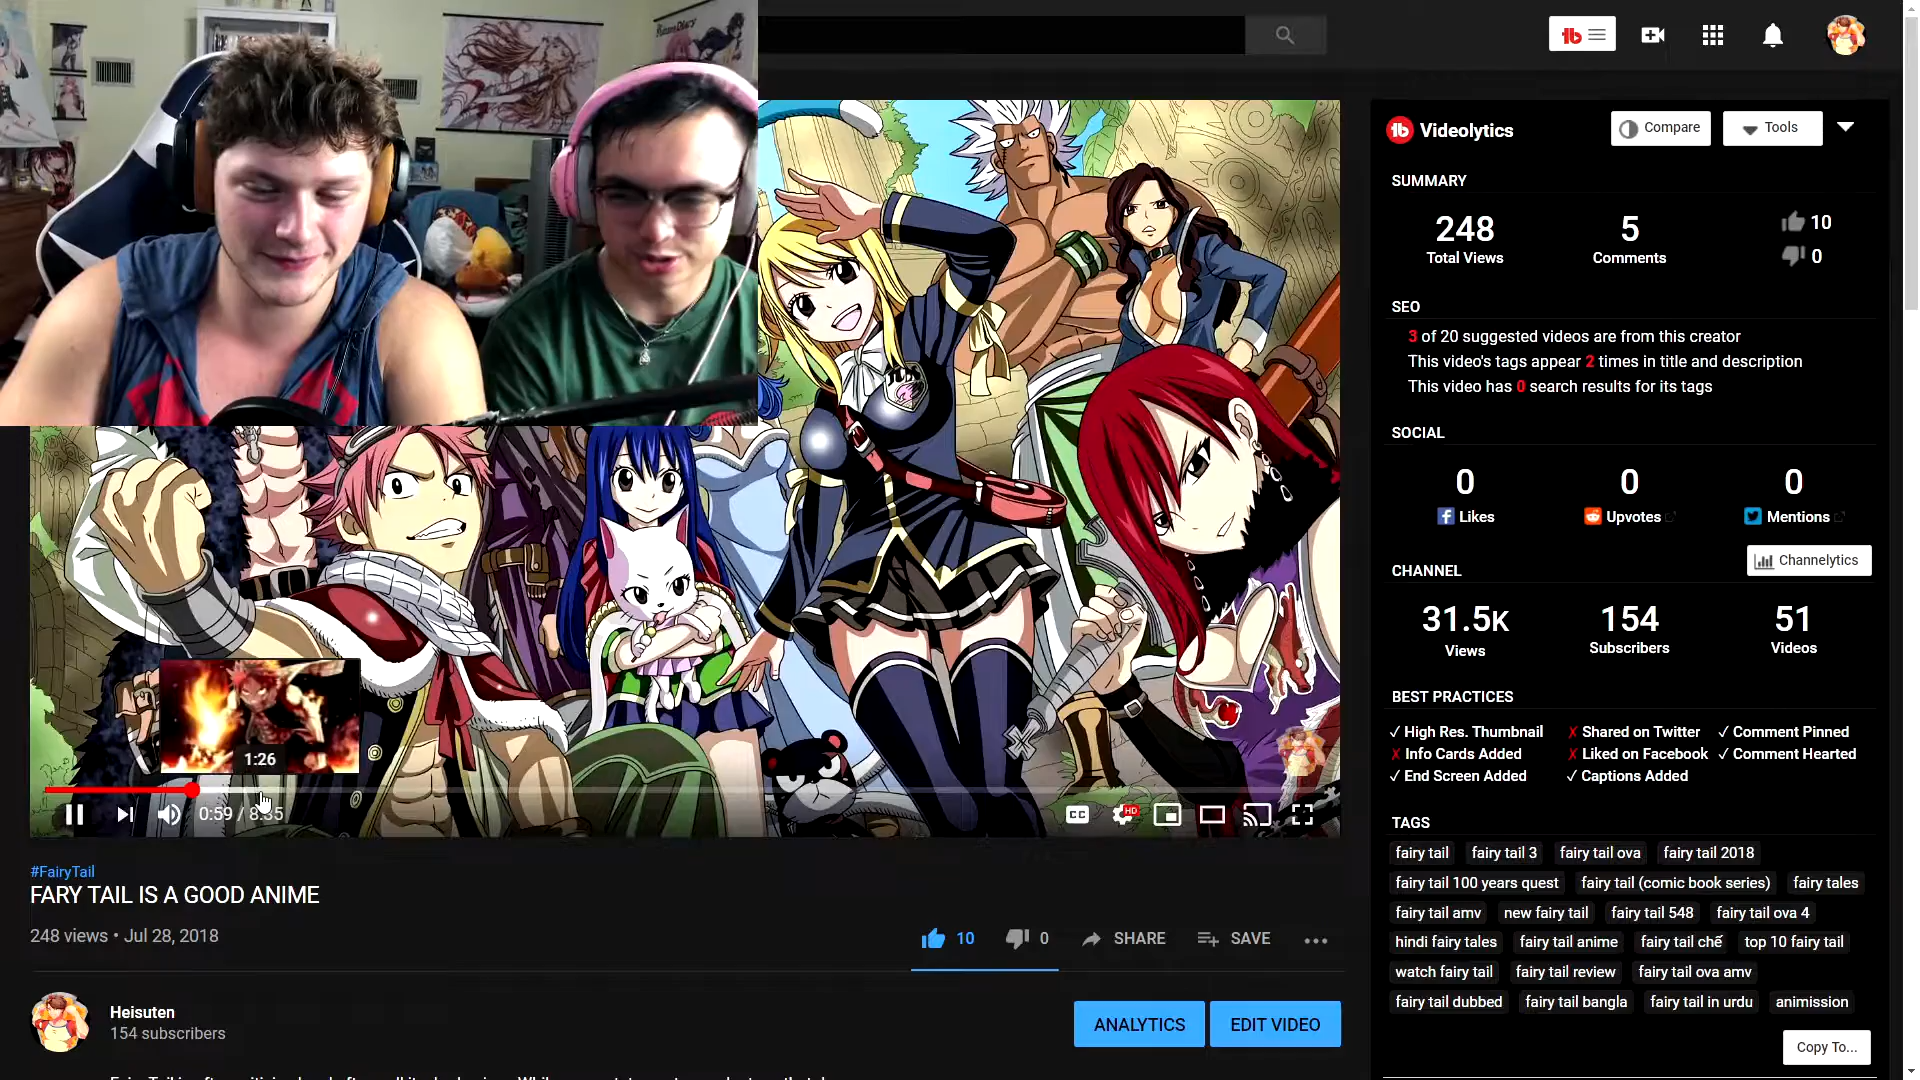 1:26
0:59 / 8:35
CC
HD
#FairyTail
FARY TAIL IS A GOOD ANIME
248 views • Jul 28, 2018
10
0
SHARE
SAVE
Heisuten
154 subscribers
ANALYTICS
EDIT VIDEO
Videolytics
Compare
Tools
SUMMARY
248
Total Views
5
Comments
10
0
SEO
3 of 20 suggested videos are from this creator
This video's tags appear 2 times in title and description
This video has 0 search results for its tags
SOCIAL
0
Likes
0
Upvotes
0
Mentions
CHANNEL
Channelytics
31.5K
Views
154
Subscribers
51
Videos
BEST PRACTICES
✓ High Res. Thumbnail ✗ Shared on Twitter ✓ Comment Pinned
✗ Info Cards Added ✗ Liked on Facebook ✓ Comment Hearted
✓ End Screen Added ✓ Captions Added
TAGS
fairy tail fairy tail 3 fairy tail ova fairy tail 2018
fairy tail 100 years quest fairy tail (comic book series) fairy tales
fairy tail amv new fairy tail fairy tail 548 fairy tail ova 4
hindi fairy tales fairy tail anime fairy tail chế top 10 fairy tail
watch fairy tail fairy tail review fairy tail ova amv
fairy tail dubbed fairy tail bangla fairy tail in urdu animission
Copy To...